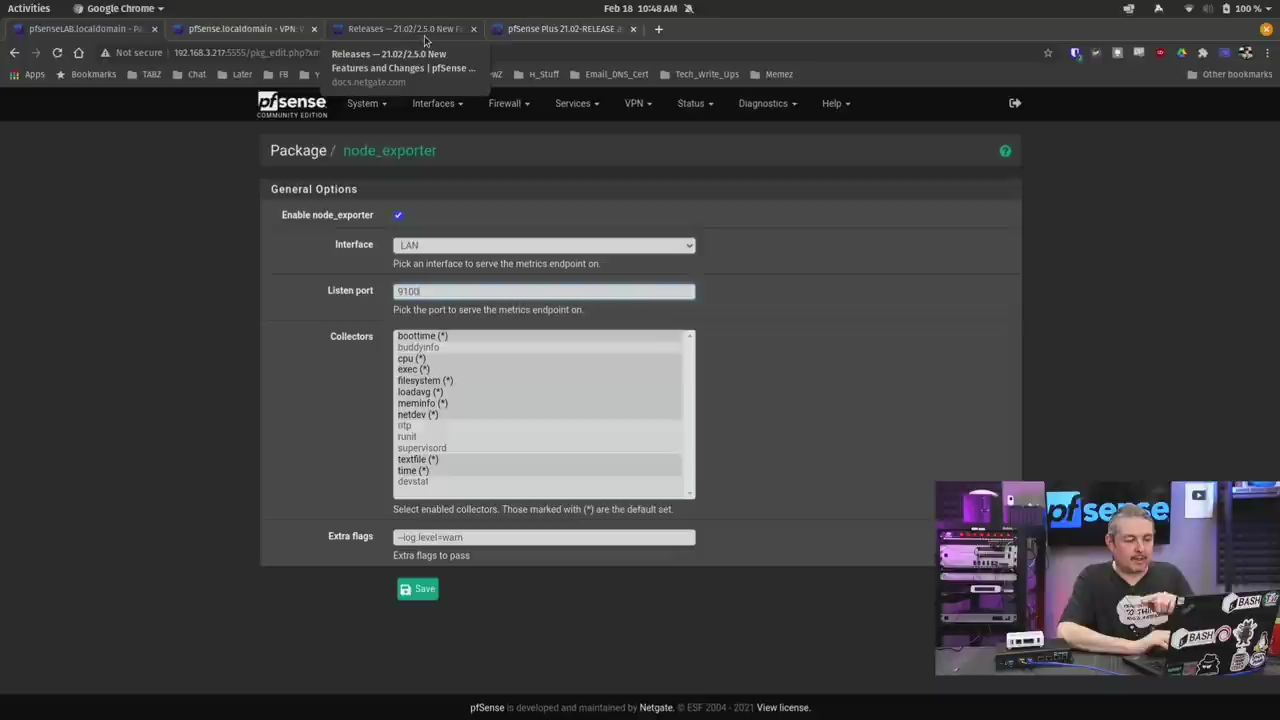 Activities
Google Chrome
Feb 18 10:48 AM
100 %
pfsenseLAB.localdomain - Pa
pfSense.localdomain - VPN: V
Releases — 21.02/2.5.0 New F
pfSense Plus 21.02-RELEASE a
Not secure
192.168.3.217:5555/pkg_edit.php?xm
Releases — 21.02/2.5.0 New
Features and Changes | pfSense ...
docs.netgate.com
Apps
Bookmarks
TABZ
Chat
Later
FB
H_Stuff
Email_DNS_Cert
Tech_Write_Ups
Memez
Other bookmarks
pfsense
COMMUNITY EDITION
System
Interfaces
Firewall
Services
VPN
Status
Diagnostics
Help
Package / node_exporter
General Options
Enable node_exporter
Interface
LAN
Pick an interface to serve the metrics endpoint on.
Listen port
9100
Pick the port to serve the metrics endpoint on.
Collectors
boottime (*)
buddyinfo
cpu (*)
exec (*)
filesystem (*)
loadavg (*)
meminfo (*)
netdev (*)
ntp
runit
supervisord
textfile (*)
time (*)
devstat
Select enabled collectors. Those marked with (*) are the default set.
Extra flags
--log.level=warn
Extra flags to pass
Save
pfsense
BASH
BASH
pfSense is developed and maintained by Netgate. © ESF 2004 - 2021 View license.